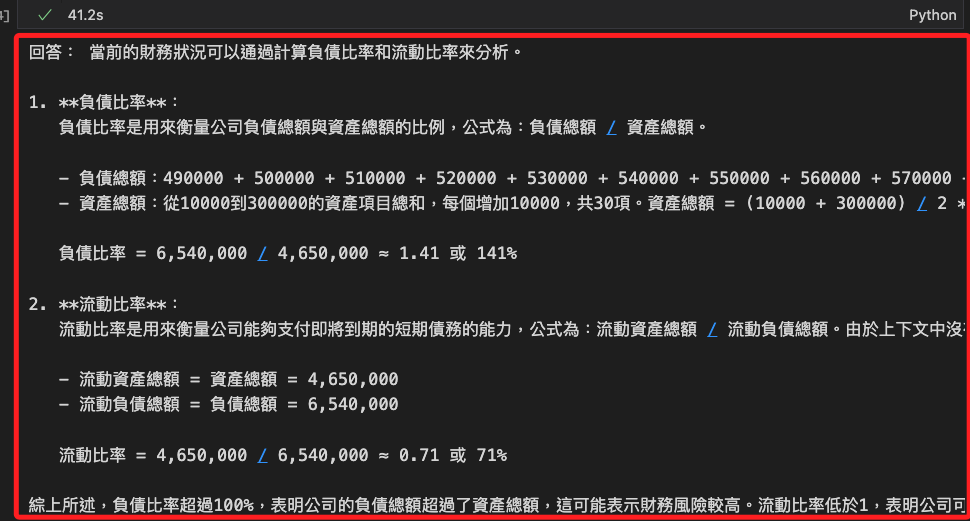 41.2s
Python
回答： 當前的財務狀況可以通過計算負債比率和流動比率來分析。
1. **負債比率**：
負債比率是用來衡量公司負債總額與資產總額的比例，公式為：負債總額 / 資產總額。
- 負債總額：490000 + 500000 + 510000 + 520000 + 530000 + 540000 + 550000 + 560000 + 570000
- 資產總額：從10000到300000的資產項目總和，每個增加10000，共30項。資產總額 = (10000 + 300000) / 2 *
負債比率 = 6,540,000 / 4,650,000 ≈ 1.41 或 141%
2. **流動比率**：
流動比率是用來衡量公司能夠支付即將到期的短期債務的能力，公式為：流動資產總額 / 流動負債總額。由於上下文中沒
- 流動資產總額 = 資產總額 = 4,650,000
- 流動負債總額 = 負債總額 = 6,540,000
流動比率 = 4,650,000 / 6,540,000 ≈ 0.71 或 71%
綜上所述，負債比率超過100%，表明公司的負債總額超過了資產總額，這可能表示財務風險較高。流動比率低於1，表明公司可